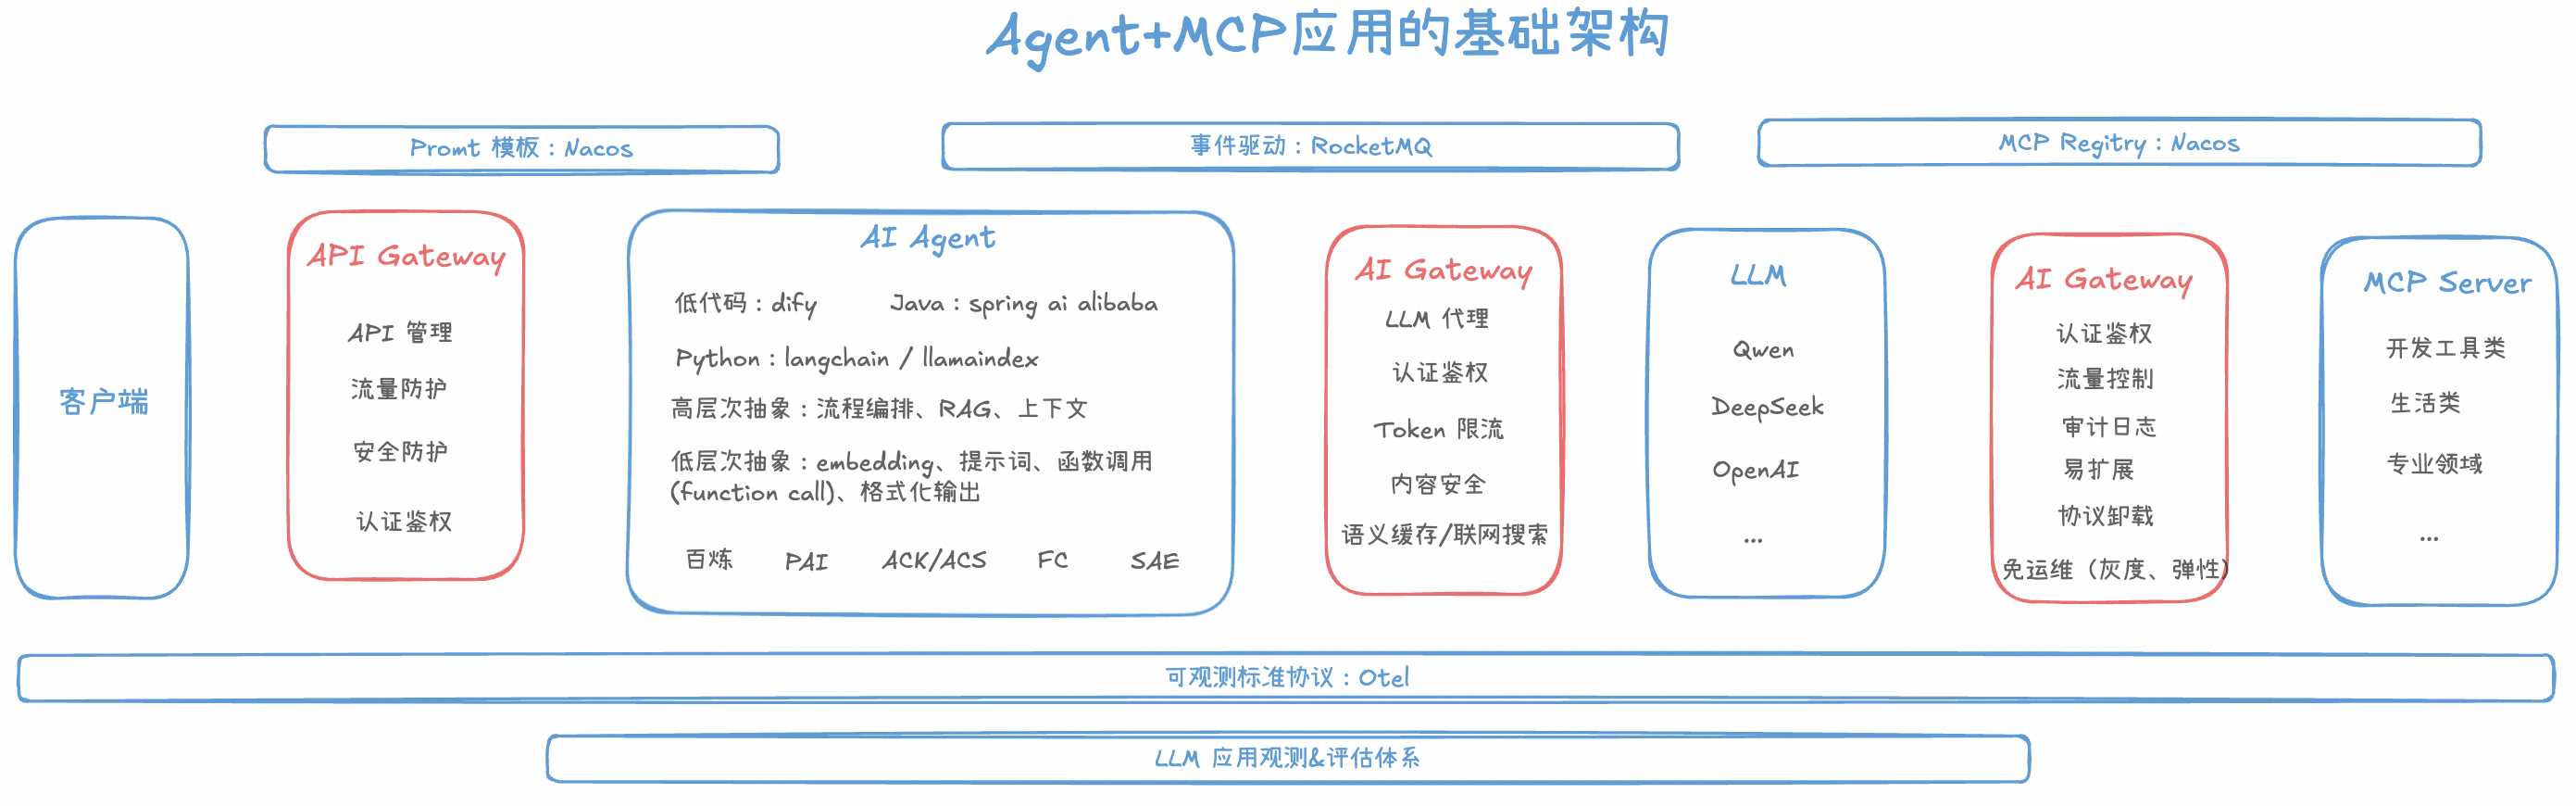 Agent+MCP应用的基础架构
Promt 模板：Nacos
事件驱动：RocketMQ
MCP Regitry：Nacos
客户端
API Gateway
API 管理
流量防护
安全防护
认证鉴权
AI Agent
低代码：dify
Java：spring ai alibaba
Python：langchain / llamaindex
高层次抽象：流程编排、RAG、上下文
低层次抽象：embedding、提示词、函数调用
(function call)、格式化输出
百炼
PAI
ACK/ACS
FC
SAE
AI Gateway
LLM 代理
认证鉴权
Token 限流
内容安全
语义缓存/联网搜索
LLM
Qwen
DeepSeek
OpenAI
...
AI Gateway
认证鉴权
流量控制
审计日志
易扩展
协议卸载
免运维（灰度、弹性）
MCP Server
开发工具类
生活类
专业领域
...
可观测标准协议：Otel
LLM 应用观测&评估体系